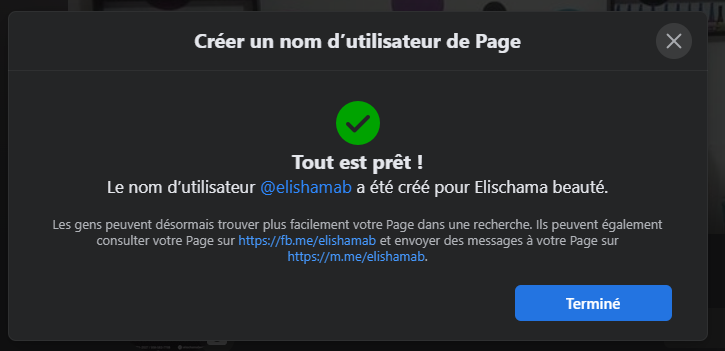 Créer un nom d’utilisateur de Page
Tout est prêt !
Le nom d’utilisateur @elishamab a été créé pour Elischama beauté.
Les gens peuvent désormais trouver plus facilement votre Page dans une recherche. Ils peuvent également
consulter votre Page sur https://fb.me/elishamab et envoyer des messages à votre Page sur
https://m.me/elishamab.
Terminé